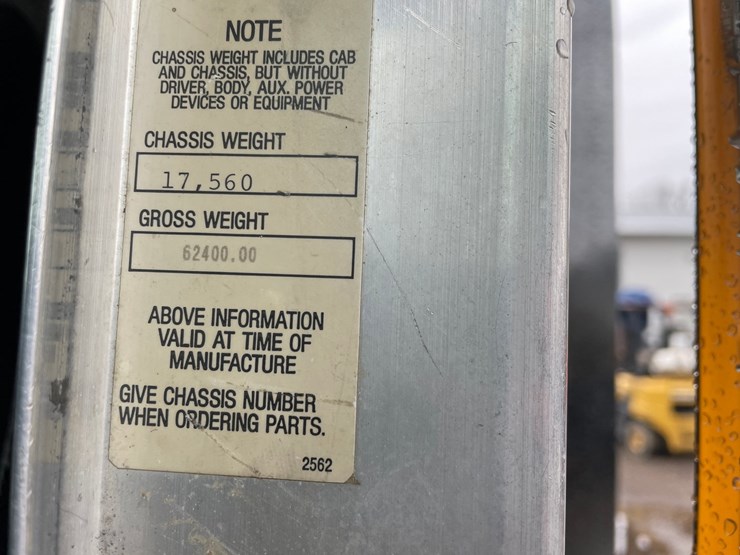 NOTE
CHASSIS WEIGHT INCLUDES CAB
AND CHASSIS, BUT WITHOUT
DRIVER, BODY, AUX. POWER
DEVICES OR EQUIPMENT
CHASSIS WEIGHT
17,560
GROSS WEIGHT
62400.00
ABOVE INFORMATION
VALID AT TIME OF
MANUFACTURE
GIVE CHASSIS NUMBER
WHEN ORDERING PARTS.
2562